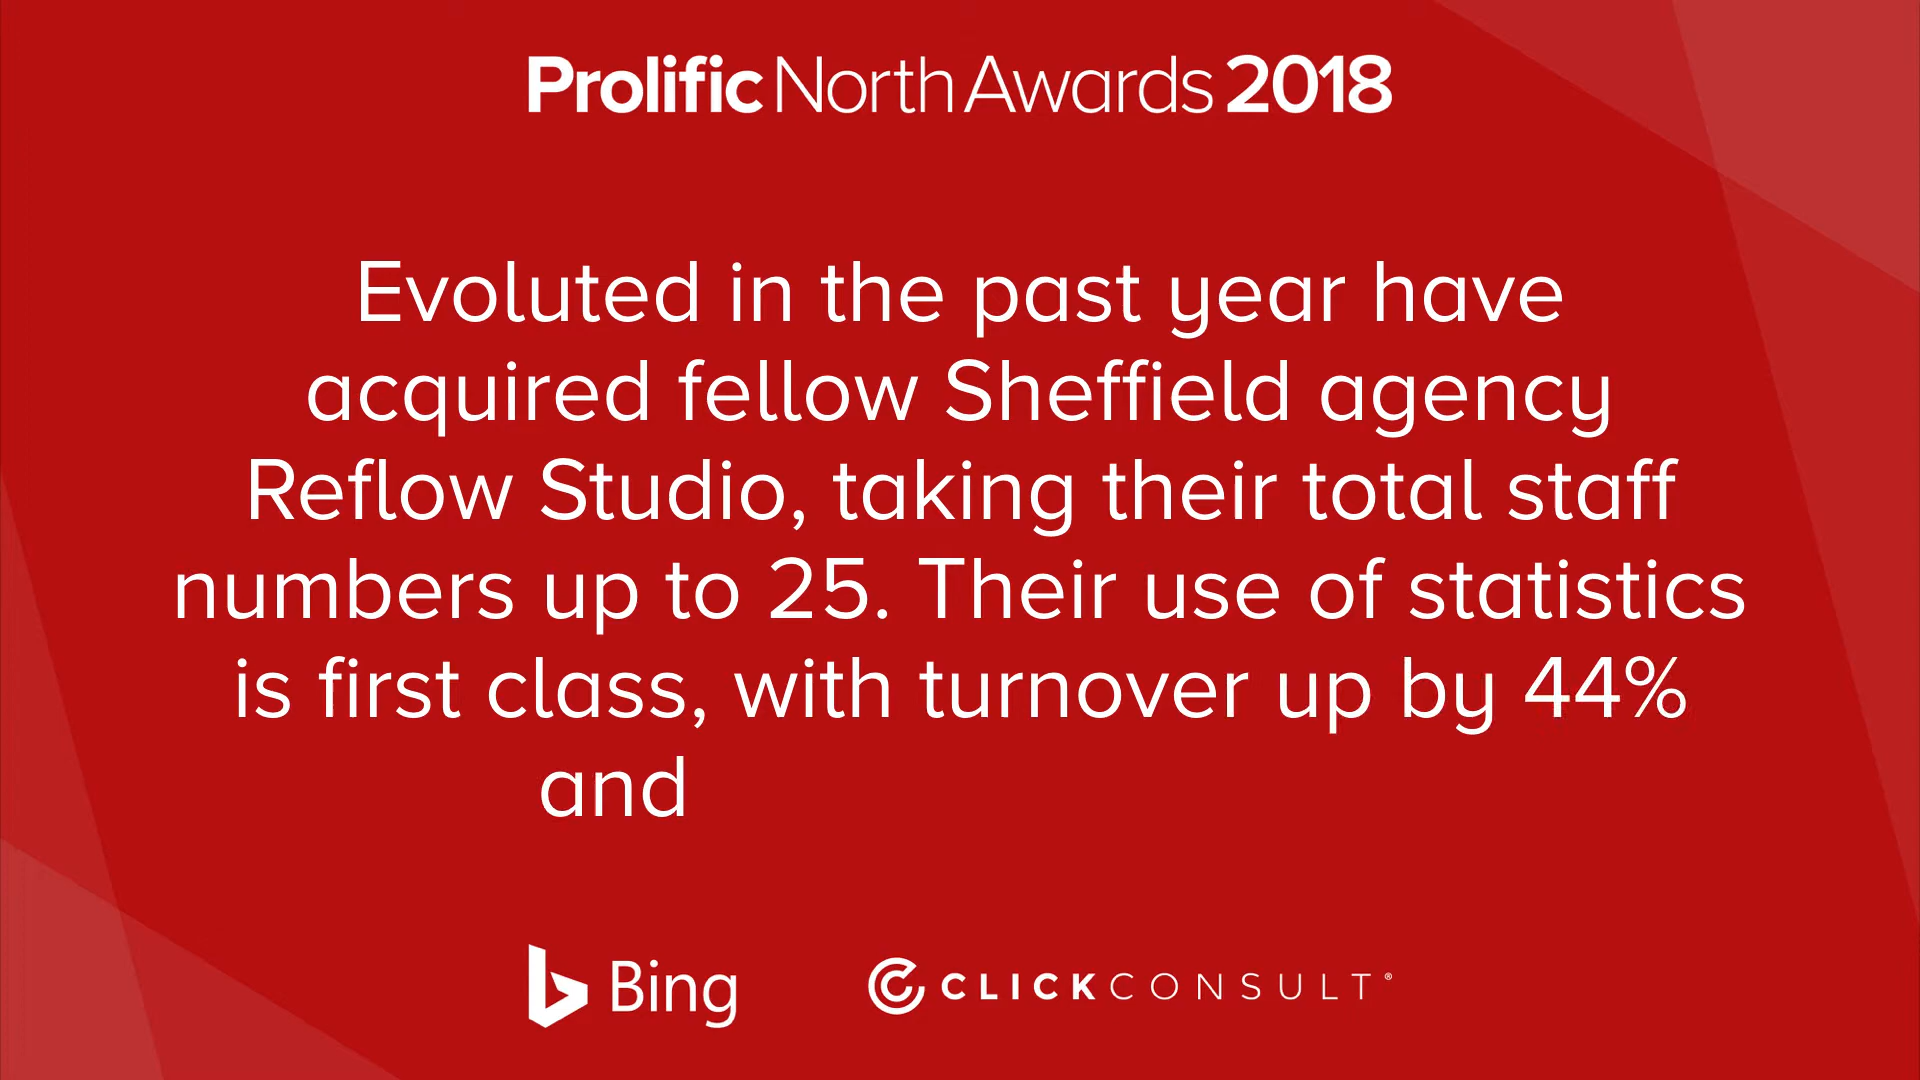 Prolific North Awards 2018
Evoluted in the past year have
acquired fellow Sheffield agency
Reflow Studio, taking their total staff
numbers up to 25. Their use of statistics
is first class, with turnover up by 44%
and
Bing
CLICKCONSULT®